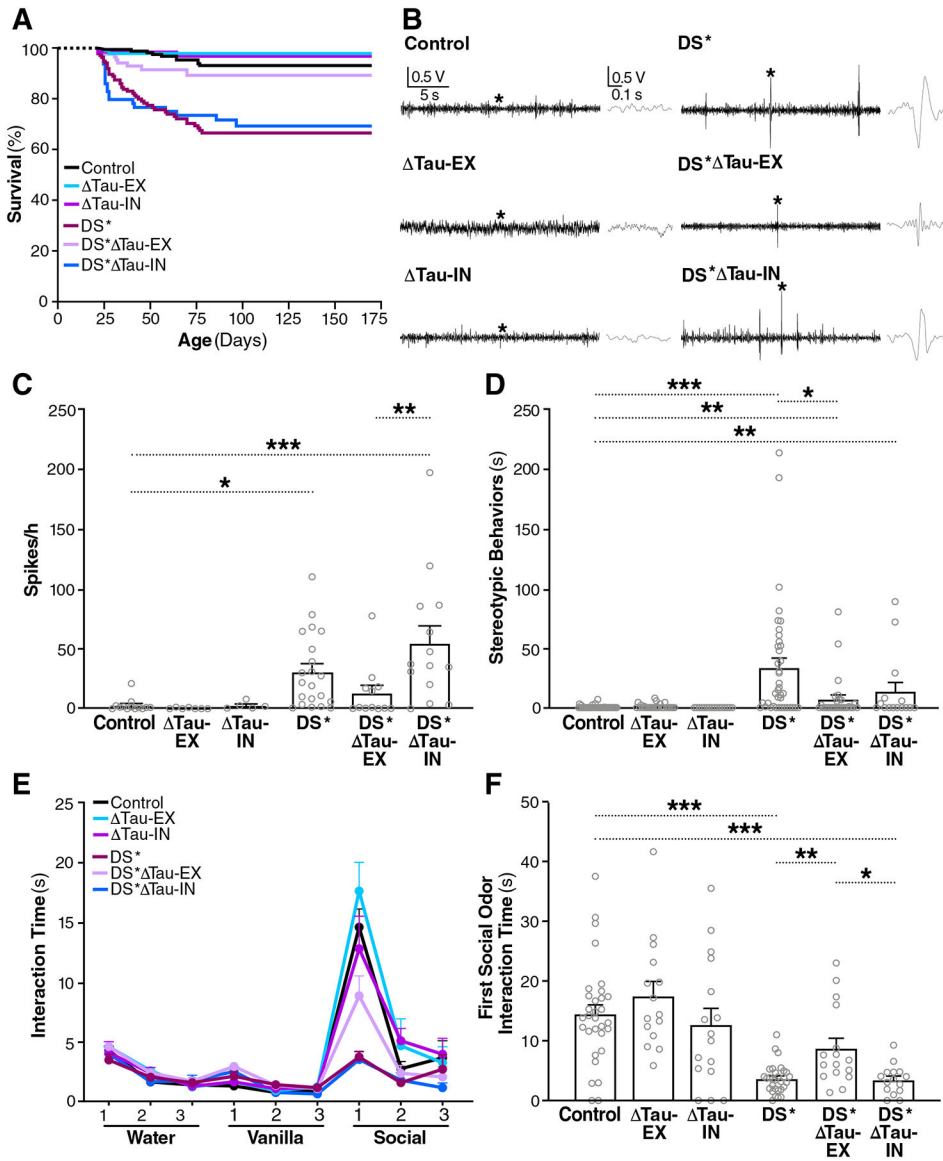 A
Survival (%)
100
80
60
40
30
0
Control
ΔTau-EX
ΔTau-IN
DS*
DS*ΔTau-EX
DS*ΔTau-IN
0 25 50 75 100 125 150 175
Age (Days)
B
Control
0.5 V
5 s
*
0.5 V
0.1 s
DS*
*
ΔTau-EX
*
DS*ΔTau-EX
*
ΔTau-IN
*
DS*ΔTau-IN
*
C
Spikes/h
250
200
150
100
50
0
**
***
*
Control ΔTau-EX ΔTau-IN DS* DS*ΔTau-EX DS*ΔTau-IN
D
Stereotypic Behaviors (s)
250
200
150
100
50
0
***
*
**
**
Control ΔTau-EX ΔTau-IN DS* DS*ΔTau-EX DS*ΔTau-IN
E
Interaction Time (s)
25
20
15
10
5
0
Control
ΔTau-EX
ΔTau-IN
DS*
DS*ΔTau-EX
DS*ΔTau-IN
1 2 3 1 2 3 1 2 3
Water Vanilla Social
F
First Social Odor
Interaction Time (s)
50
40
30
20
10
0
***
***
**
*
Control ΔTau-EX ΔTau-IN DS* DS*ΔTau-EX DS*ΔTau-IN